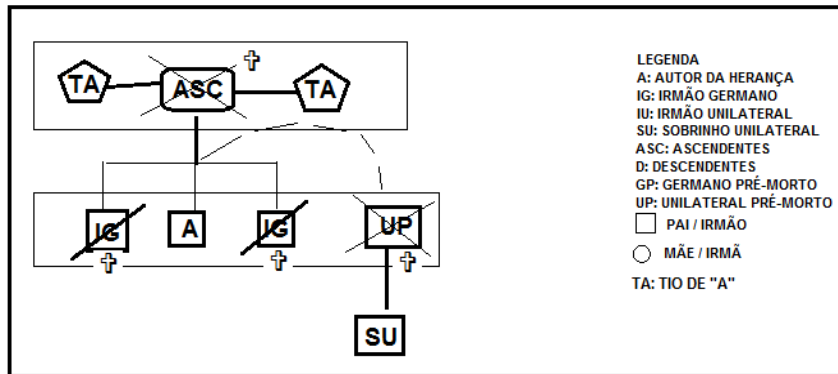 TA
ASC
TA
IG
A
IG
UP
SU
LEGENDA
A: AUTOR DA HERANÇA
IG: IRMÃO GERMANO
IU: IRMÃO UNILATERAL
SU: SOBRINHO UNILATERAL
ASC: ASCENDENTES
D: DESCENDENTES
GP: GERMANO PRÉ-MORTO
UP: UNILATERAL PRÉ-MORTO
PAI / IRMÃO
MÃE / IRMÃ
TA: TIO DE "A"